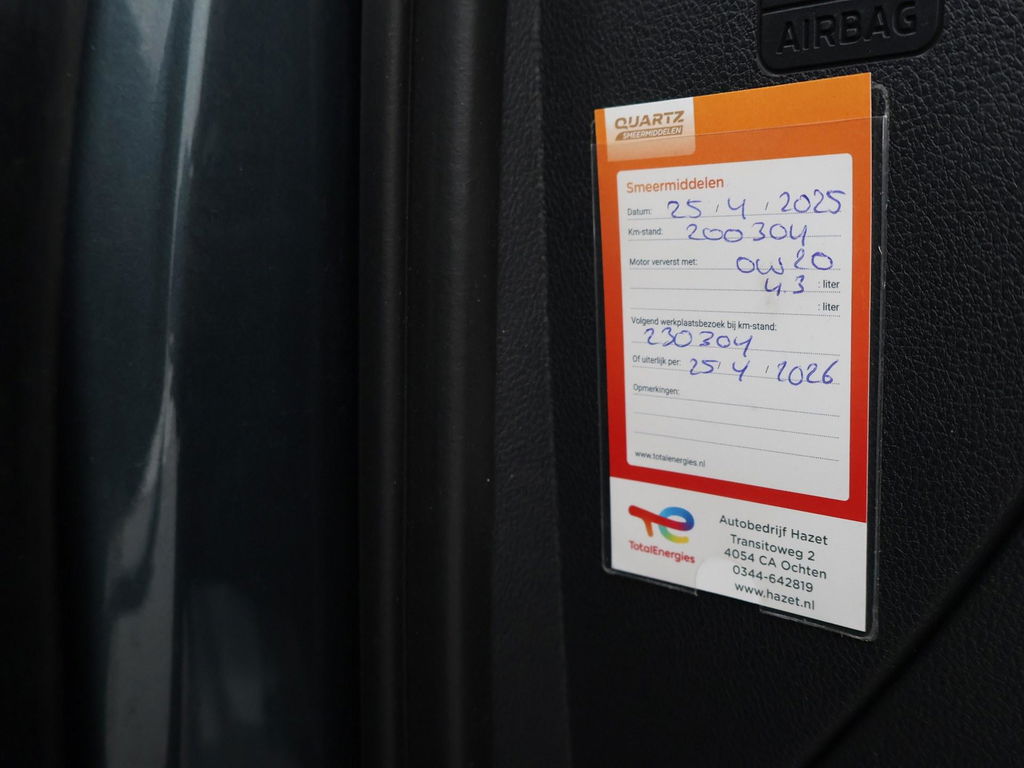 AIRBAG
QUARTZ
SMEERMIDDELEN
Smeermiddelen
Datum: 25 / 4 / 2025
Km-stand: 200304
Motor ververst met: 0W20
4.3 : liter
: liter
Volgend werkplaatsbezoek bij km-stand:
230304
Of uiterlijk per: 25 / 4 / 2026
Opmerkingen:
www.totalenergies.nl
TotalEnergies
Autobedrijf Hazet
Transitoweg 2
4054 CA Ochten
0344-642819
www.hazet.nl